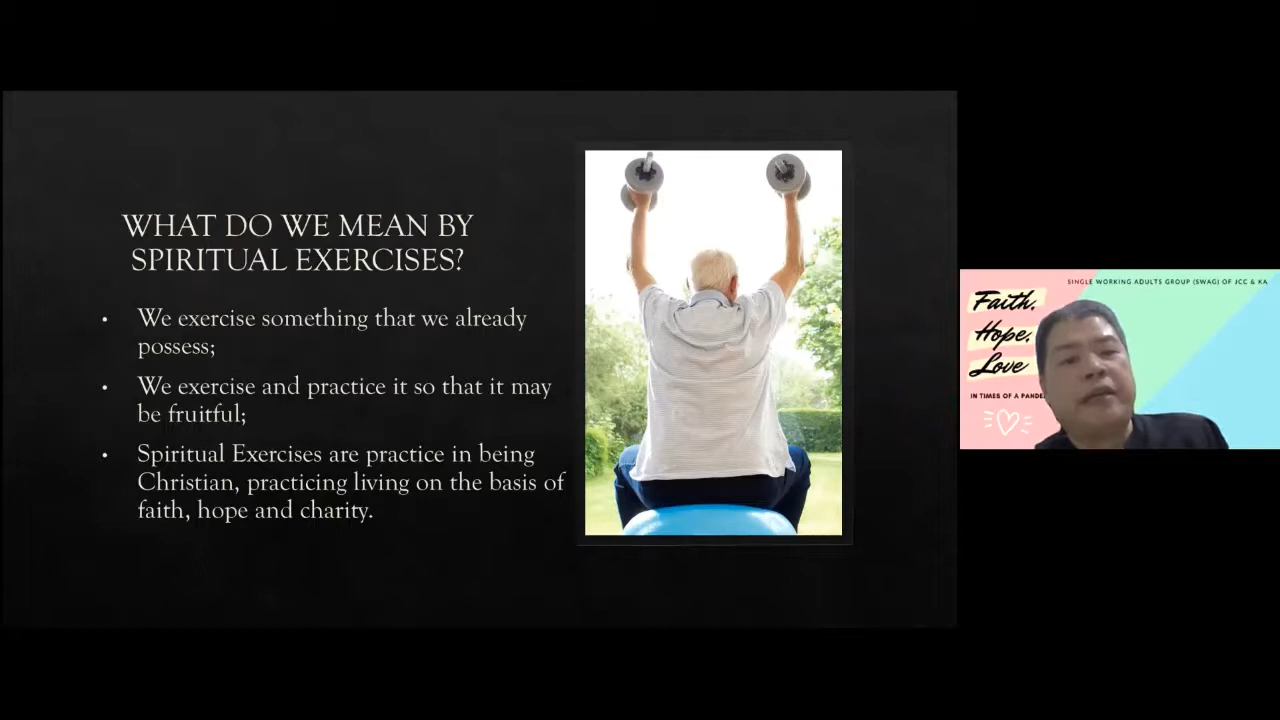 WHAT DO WE MEAN BY
SPIRITUAL EXERCISES?
• We exercise something that we already
possess;
• We exercise and practice it so that it may
be fruitful;
• Spiritual Exercises are practice in being
Christian, practicing living on the basis of
faith, hope and charity.
SINGLE WORKING ADULTS GROUP (SWAG) OF JCC & KA
Faith.
Hope.
Love
IN TIMES OF A